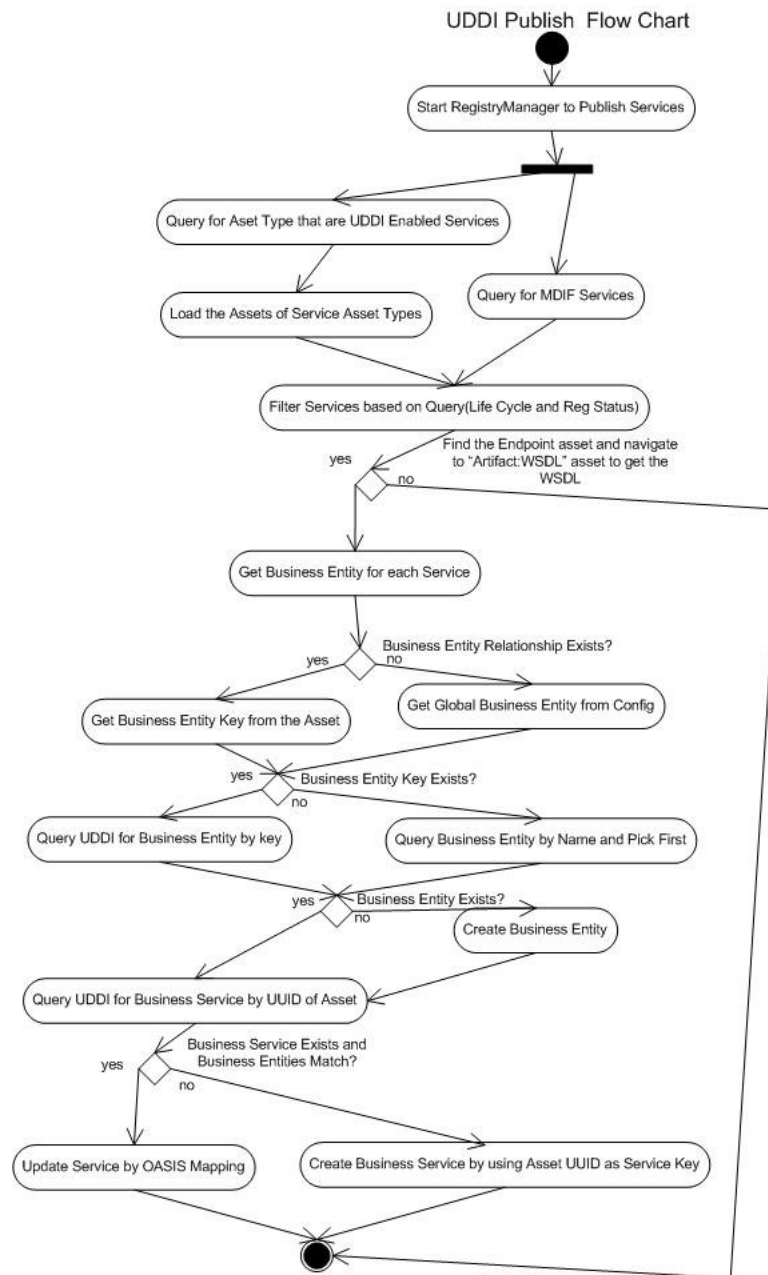 UDDI Publish Flow Chart
Start RegistryManager to Publish Services
Query for Aset Type that are UDDI Enabled Services
Query for MDIF Services
Load the Assets of Service Asset Types
Filter Services based on Query(Life Cycle and Reg Status)
Find the Endpoint asset and navigate
to “Artifact:WSDL” asset to get the
WSDL
yes
no
Get Business Entity for each Service
Business Entity Relationship Exists?
yes
no
Get Business Entity Key from the Asset
Get Global Business Entity from Config
yes
Business Entity Key Exists?
no
Query UDDI for Business Entity by key
Query Business Entity by Name and Pick First
yes
Business Entity Exists?
no
Create Business Entity
Query UDDI for Business Service by UUID of Asset
Business Service Exists and
Business Entities Match?
yes
no
Update Service by OASIS Mapping
Create Business Service by using Asset UUID as Service Key